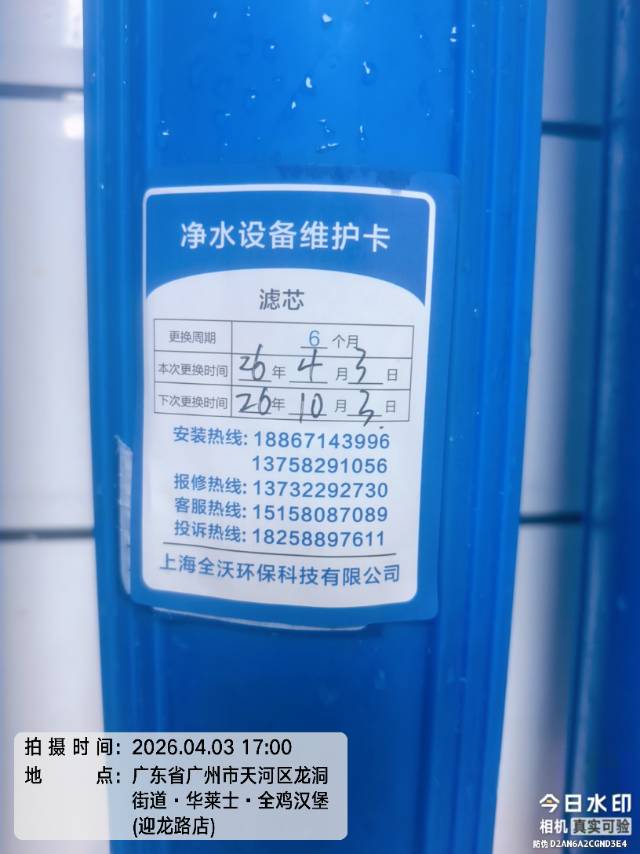 净水设备维护卡
滤芯
更换周期 6 个月
本次更换时间 26 年 4 月 3 日
下次更换时间 26 年 10 月 3 日
安装热线: 18867143996
13758291056
报修热线: 13732292730
客服热线: 15158087089
投诉热线: 18258897611
上海全沃环保科技有限公司
拍摄时间: 2026.04.03 17:00
地 点: 广东省广州市天河区龙洞
街道·华莱士·全鸡汉堡
(迎龙路店)
今日水印
相机 真实可验
防伪 D2AN6A2CGND3E4